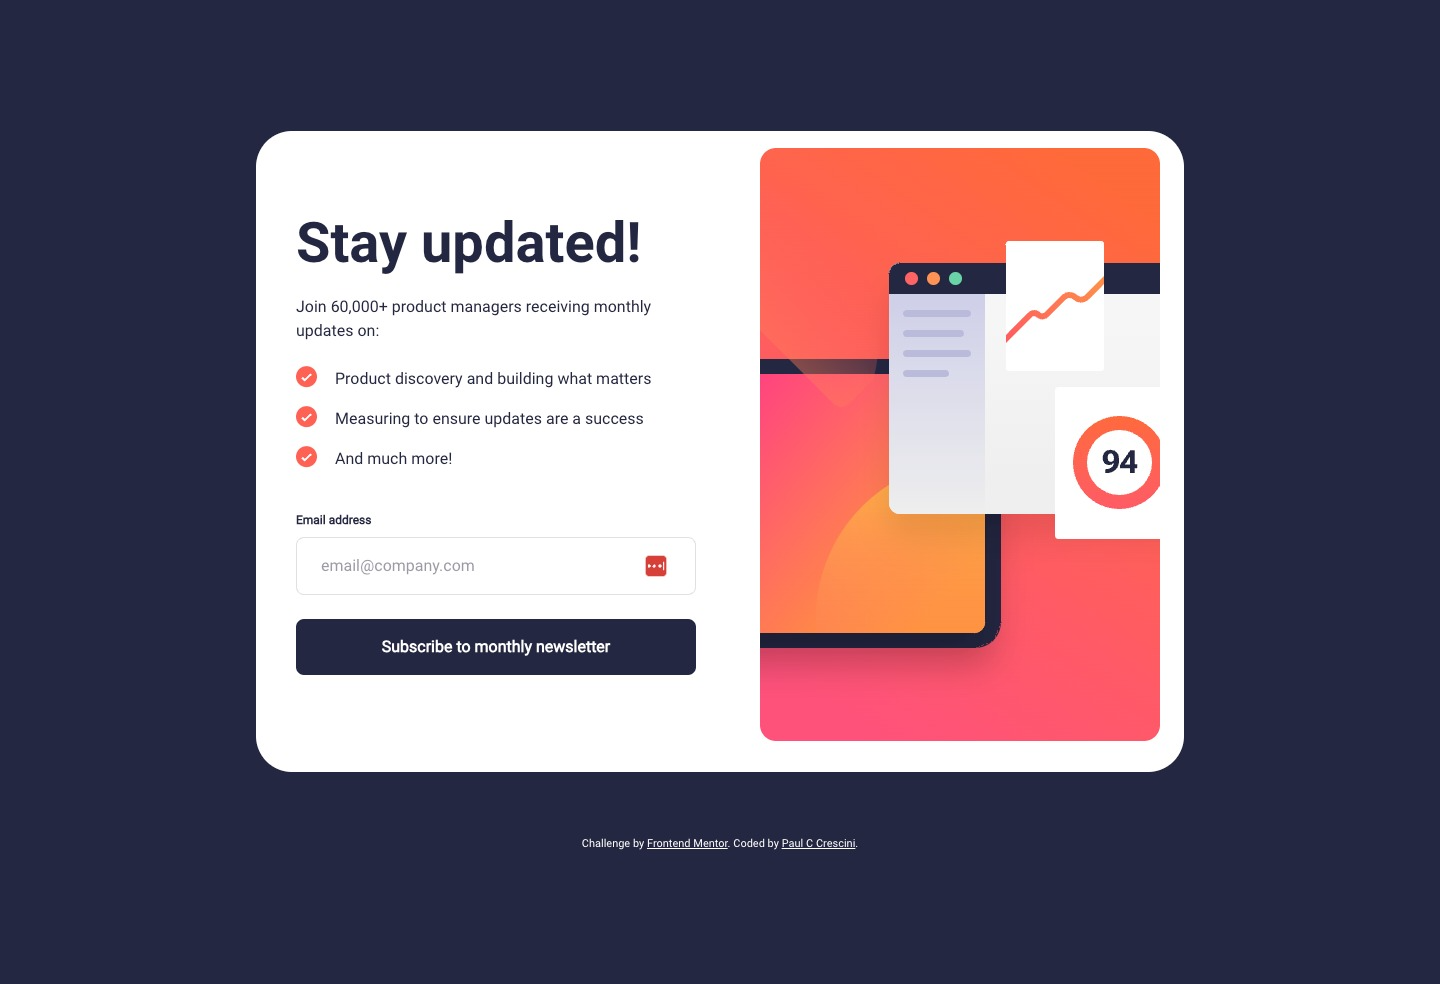 Stay updated!
Join 60,000+ product managers receiving monthly
updates on:
Product discovery and building what matters
Measuring to ensure updates are a success
And much more!
Email address
email@company.com
Subscribe to monthly newsletter
94
Challenge by Frontend Mentor. Coded by Paul C Crescini.